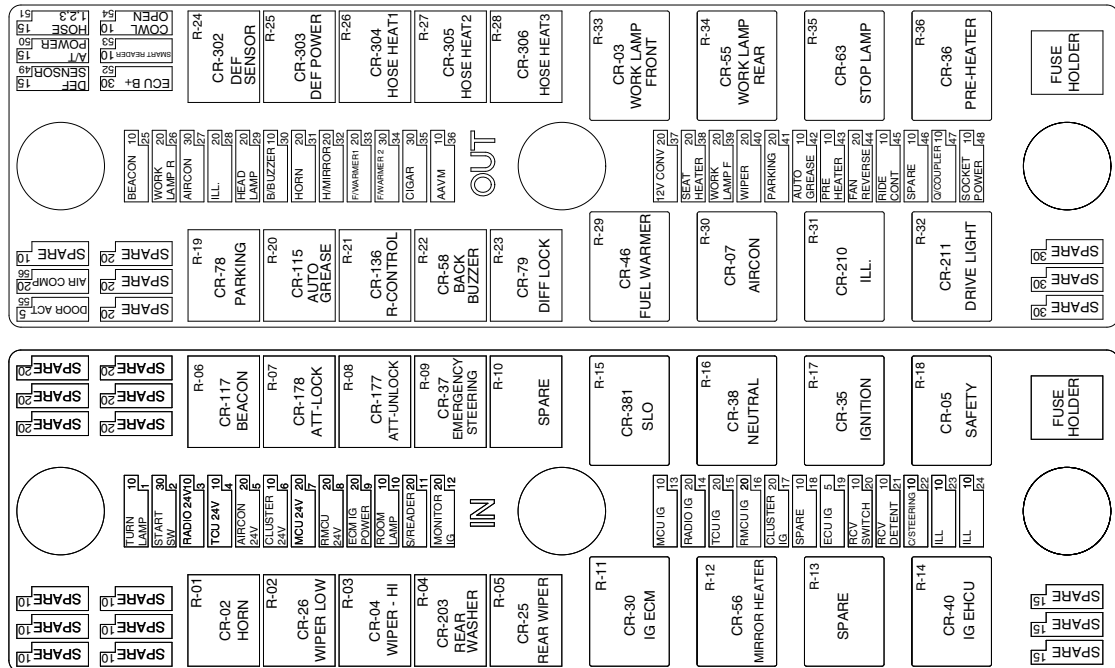 51
15 HOSE 1,2,3
54
10 COWL OPEN
50
15 A/T POWER
53
10 SMART READER
49
15 DEF SENSOR
52
30 ECU B+
R-24
CR-302
DEF
SENSOR
R-25
CR-303
DEF POWER
R-26
CR-304
HOSE HEAT1
R-27
CR-305
HOSE HEAT2
R-28
CR-306
HOSE HEAT3
R-33
CR-03
WORK LAMP
FRONT
R-34
CR-55
WORK LAMP
REAR
R-35
CR-63
STOP LAMP
R-36
CR-36
PRE-HEATER
FUSE
HOLDER
BEACON 10 25
WORK LAMP R 20 26
AIRCON 30 27
ILL. 20 28
HEAD LAMP 20 29
B/BUZZER 10 30
HORN 20 31
H/MIRROR 20 32
F/WARMER1 20 33
F/WARMER 2 30 34
CIGAR 30 35
AAVM 10 36
OUT
12V CONV 20 37
SEAT HEATER 20 38
WORK LAMP F 20 39
WIPER 20 40
PARKING 20 41
AUTO GREASE 10 42
PRE HEATER 10 43
FAN REVERSE 20 44
RIDE CONT 10 45
SPARE 10 46
Q/COUPLER 10 47
SOCKET POWER 10 48
10 SPARE
20 SPARE
56
20 AIR COMP
20 SPARE
55
5 DOOR ACT.
20 SPARE
R-19
CR-78
PARKING
R-20
CR-115
AUTO
GREASE
R-21
CR-136
R-CONTROL
R-22
CR-58
BACK
BUZZER
R-23
CR-79
DIFF LOCK
R-29
CR-46
FUEL WARMER
R-30
CR-07
AIRCON
R-31
CR-210
ILL.
R-32
CR-211
DRIVE LIGHT
30 SPARE
30 SPARE
30 SPARE
20 SPARE
20 SPARE
20 SPARE
20 SPARE
20 SPARE
20 SPARE
R-06
CR-117
BEACON
R-07
CR-178
ATT-LOCK
R-08
CR-177
ATT-UNLOCK
R-09
CR-37
EMERGENCY
STEERING
R-10
SPARE
R-15
CR-381
SLO
R-16
CR-38
NEUTRAL
R-17
CR-35
IGNITION
R-18
CR-05
SAFETY
FUSE
HOLDER
TURN LAMP 10 1
START SW 30 2
RADIO 24V 10 3
TCU 24V 10 4
AIRCON 24V 20 5
CLUSTER 24V 10 6
MCU 24V 20 7
RMCU 24V 20 8
ECM IG POWER 20 9
ROOM LAMP 10 10
S/READER 20 11
MONITOR IG 20 12
IN
MCU IG 10 13
RADIO IG 20 14
TCU IG 20 15
RMCU IG 20 16
CLUSTER IG 20 17
SPARE 10 18
ECU IG 5 19
RCV SWITCH 10 20
RCV DETENT 10 21
C/STEERING 10 22
ILL 10 23
ILL 10 24
10 SPARE
10 SPARE
10 SPARE
10 SPARE
10 SPARE
10 SPARE
R-01
CR-02
HORN
R-02
CR-26
WIPER LOW
R-03
CR-04
WIPER - HI
R-04
CR-203
REAR
WASHER
R-05
CR-25
REAR WIPER
R-11
CR-30
IG ECM
R-12
CR-56
MIRROR HEATER
R-13
SPARE
R-14
CR-40
IG EHCU
15 SPARE
15 SPARE
15 SPARE